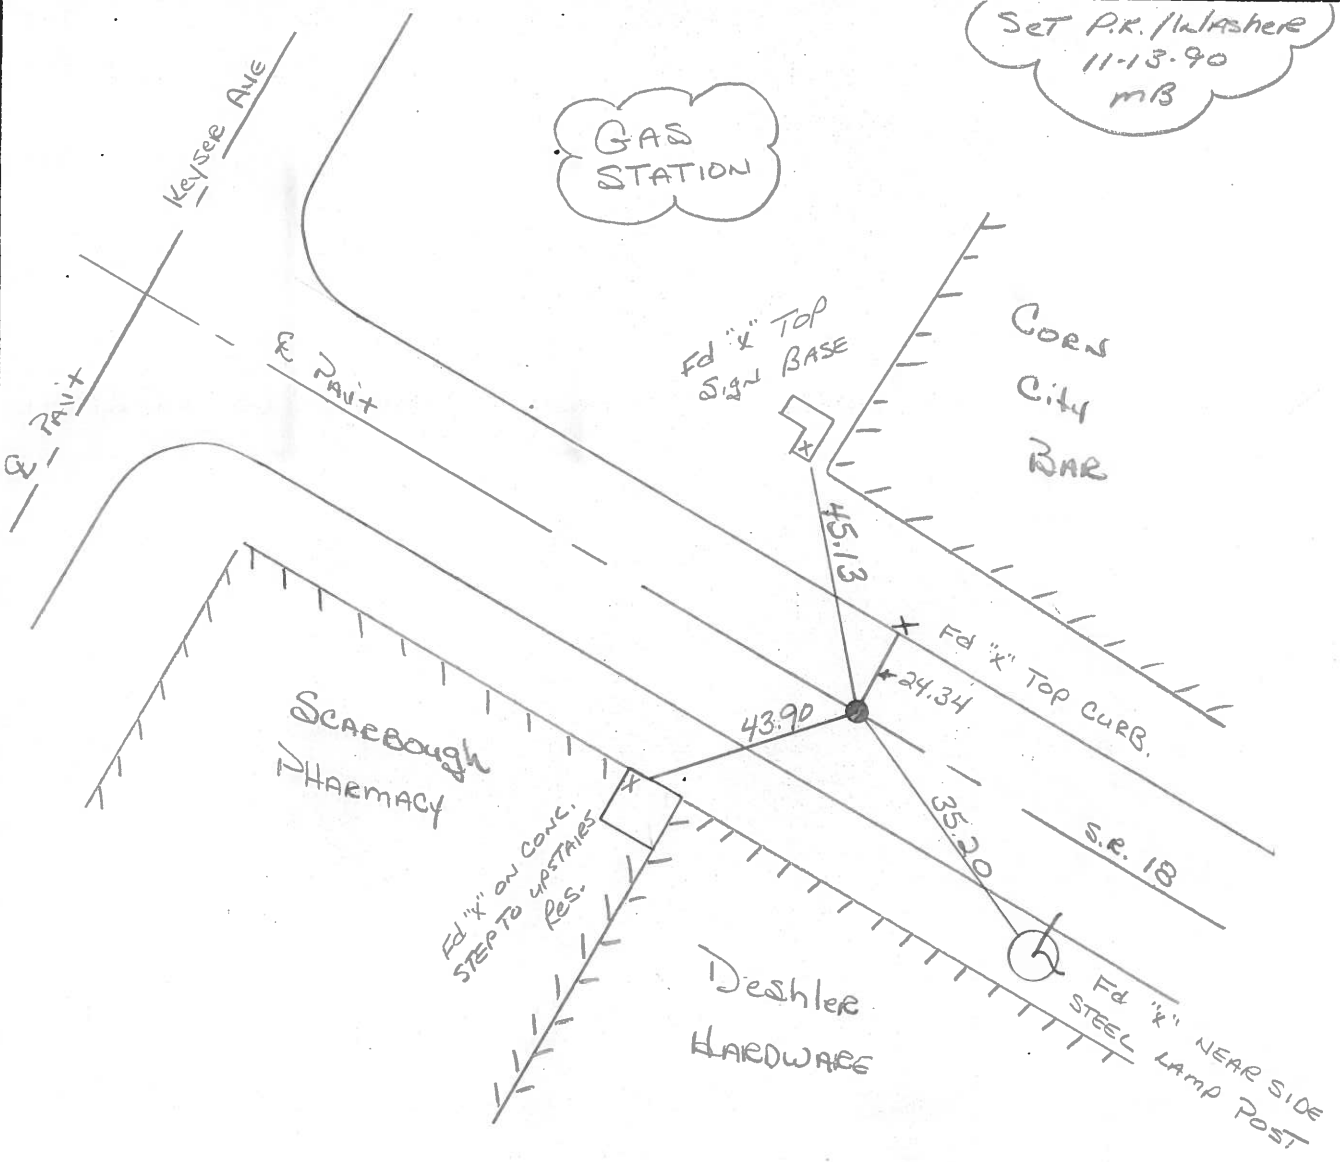 SET P.K./WASHER
11-13-90
MB
GAS
STATION
KEYSER AVE
℄ PAV'T
℄ PAV'T
Fd "X" TOP
SIGN BASE
CORN
CITY
BAR
45.13
Fd "X" TOP CURB.
24.34
43.90
35.20
S.R. 18
SCARBOUGH
PHARMACY
Fd "X" ON CONC.
STEP TO UPSTAIRS
RES.
DESHLER
HARDWARE
Fd "X" NEAR SIDE
STEEL LAMP POST